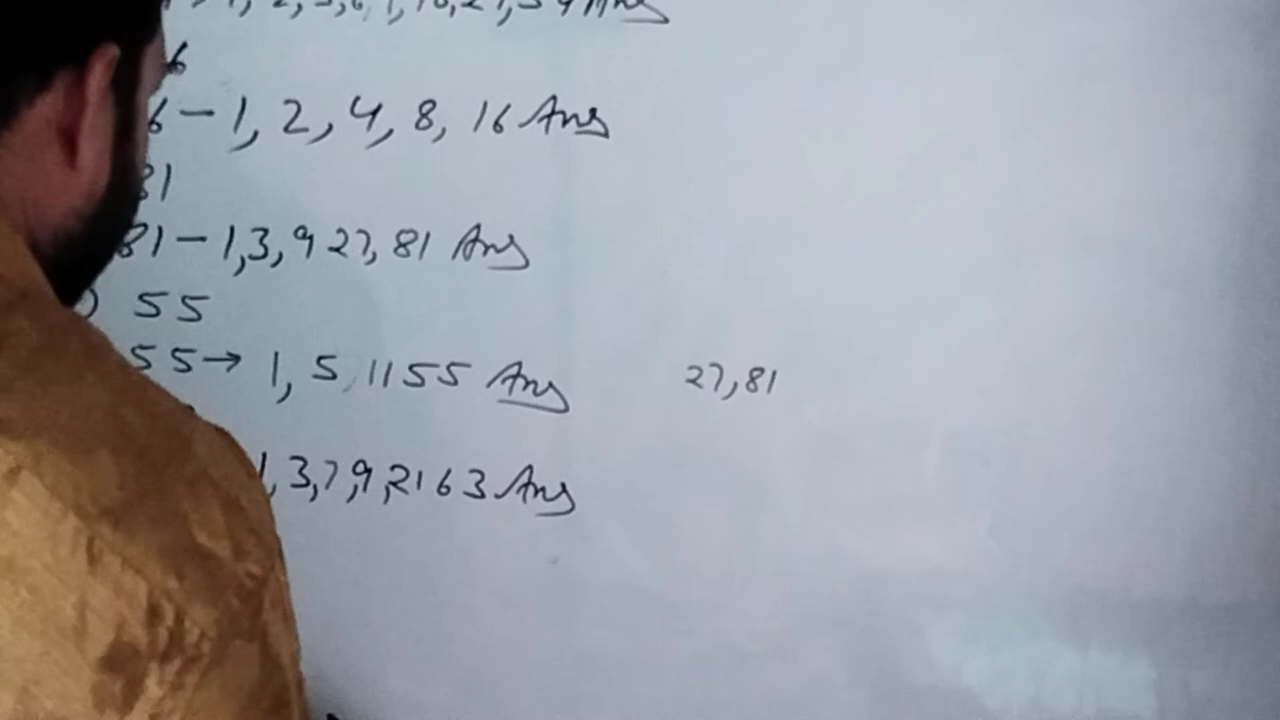 6
6 - 1, 2, 4, 8, 16 Ans
81
81 - 1,3, 9 27, 81 Ans
) 55
55 → 1, 5, 11 55 Ans
27,81
1, 3,7,9,21 63 Ans